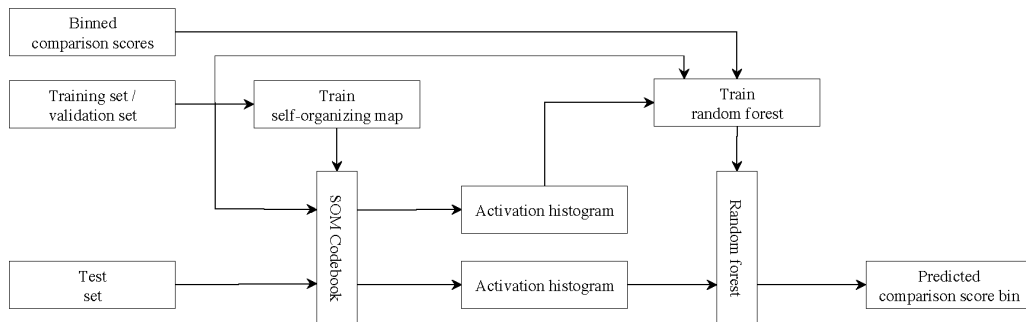 Binned
comparison scores
Training set /
validation set
Train
self-organizing map
Train
random forest
SOM Codebook
Activation histogram
Random forest
Test
set
Activation histogram
Predicted
comparison score bin